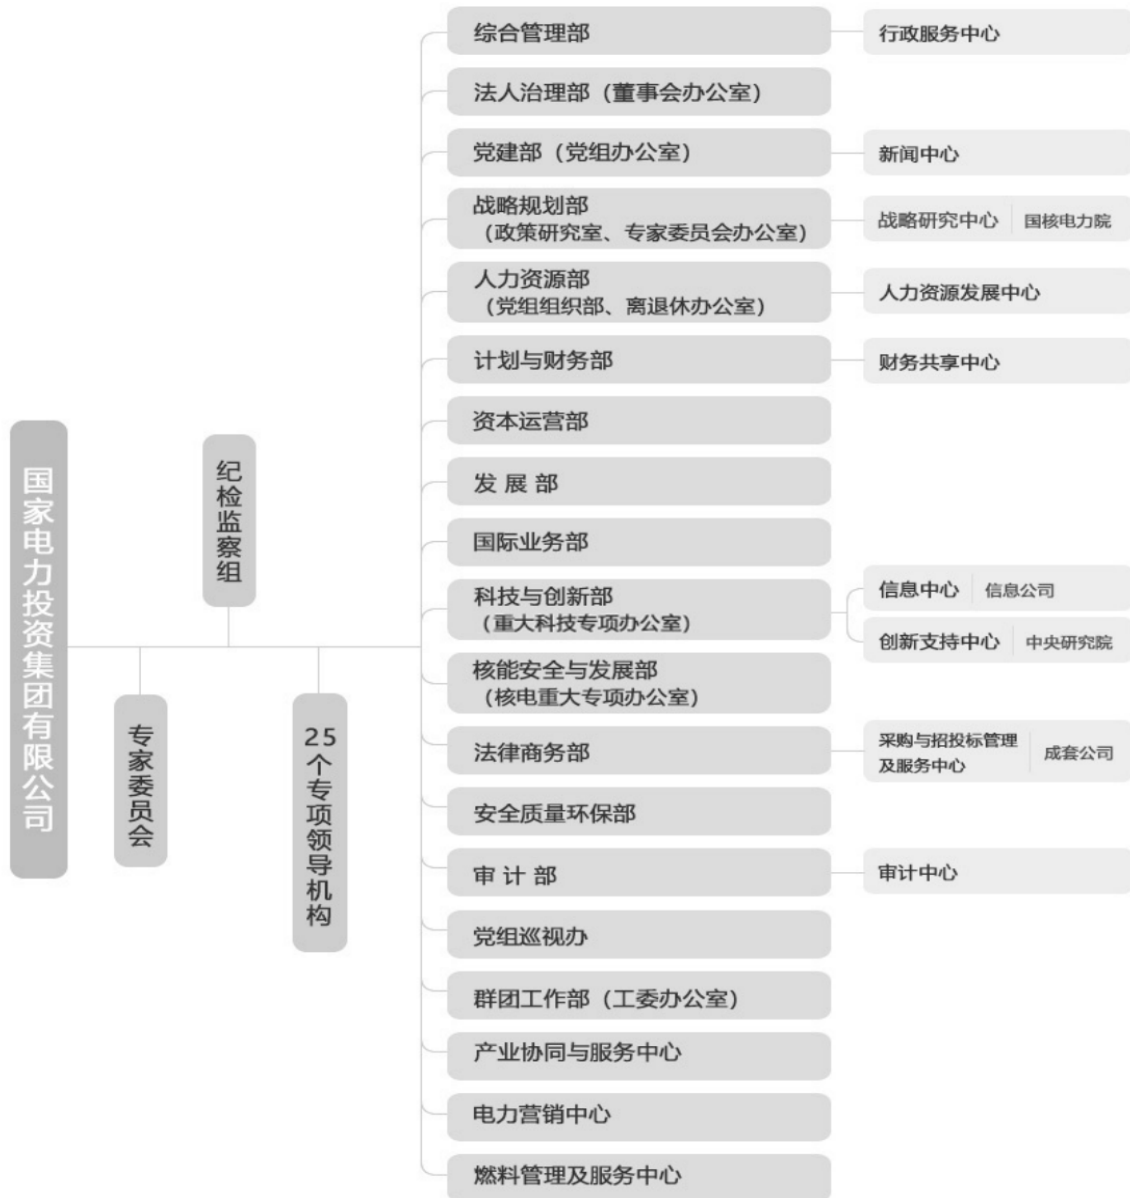 国家电力投资集团有限公司
纪检监察组
专家委员会
25个专项领导机构
综合管理部
行政服务中心
法人治理部（董事会办公室）
党建部（党组办公室）
新闻中心
战略规划部
（政策研究室、专家委员会办公室）
战略研究中心 国核电力院
人力资源部
（党组组织部、离退休办公室）
人力资源发展中心
计划与财务部
财务共享中心
资本运营部
发 展 部
国际业务部
科技与创新部
（重大科技专项办公室）
信息中心 信息公司
创新支持中心 中央研究院
核能安全与发展部
（核电重大专项办公室）
法律商务部
采购与招投标管理
及服务中心 成套公司
安全质量环保部
审 计 部
审计中心
党组巡视办
群团工作部（工委办公室）
产业协同与服务中心
电力营销中心
燃料管理及服务中心